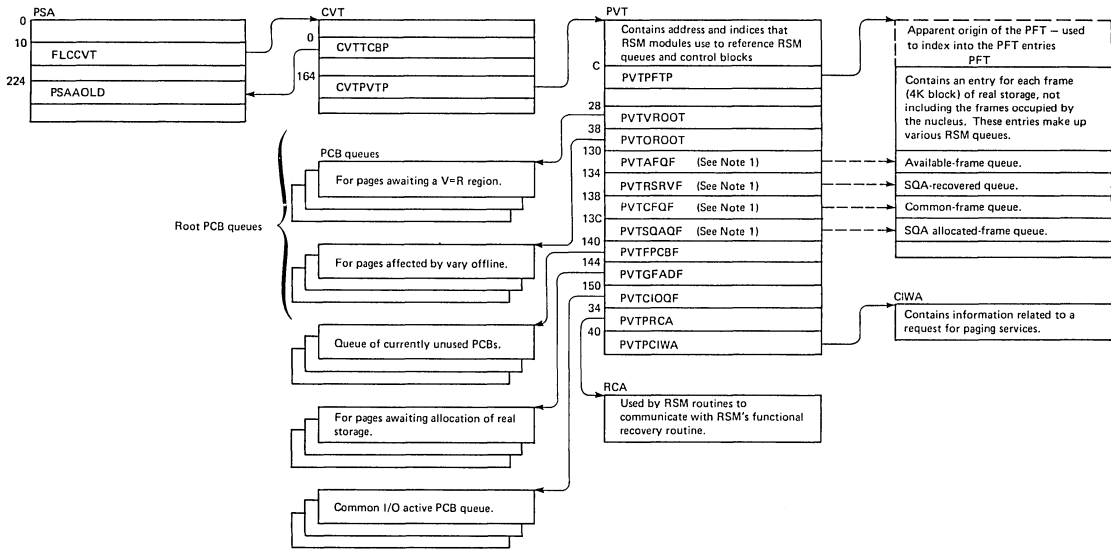 PSA
0
10
FLCCVT
224
PSAAOLD
CVT
0
CVTTCBP
164
CVTPVTP
PVT
Contains address and indices that
RSM modules use to reference RSM
queues and control blocks
C
PVTPFTP
28
PVTVROOT
38
PVTOROOT
130
PVTAFQF (See Note 1)
134
PVTRSRVF (See Note 1)
138
PVTCFQF (See Note 1)
13C
PVTSQAQF (See Note 1)
140
PVTFPCBF
144
PVTGFADF
150
PVTCIOQF
34
PVTPRCA
40
PVTPCIWA
Apparent origin of the PFT – used
to index into the PFT entries
PFT
Contains an entry for each frame
(4K block) of real storage, not
including the frames occupied by
the nucleus. These entries make up
various RSM queues.
Available-frame queue.
SQA-recovered queue.
Common-frame queue.
SQA allocated-frame queue.
CIWA
Contains information related to a
request for paging services.
RCA
Used by RSM routines to
communicate with RSM's functional
recovery routine.
Root PCB queues
PCB queues
For pages awaiting a V=R region.
For pages affected by vary offline.
Queue of currently unused PCBs.
For pages awaiting allocation of real
storage.
Common I/O active PCB queue.